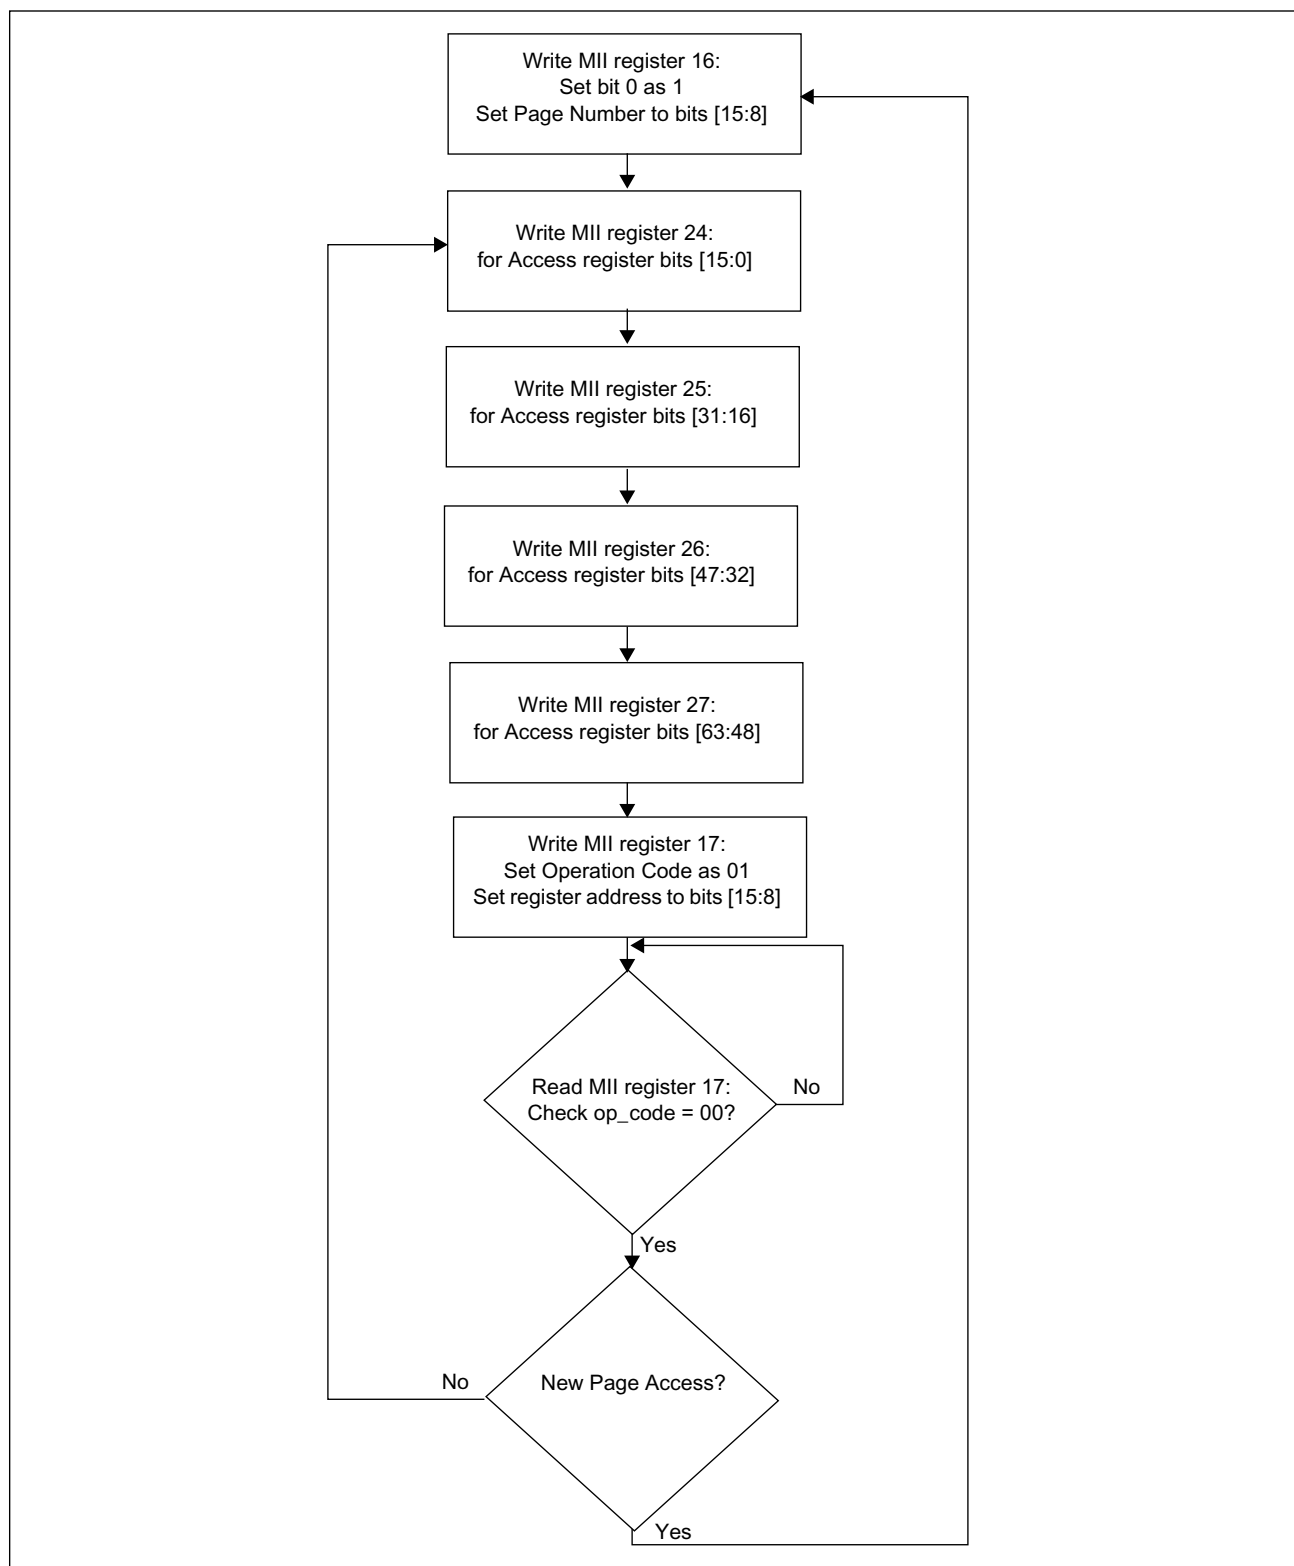 Write MII register 16:
Set bit 0 as 1
Set Page Number to bits [15:8]
Write MII register 24:
for Access register bits [15:0]
Write MII register 25:
for Access register bits [31:16]
Write MII register 26:
for Access register bits [47:32]
Write MII register 27:
for Access register bits [63:48]
Write MII register 17:
Set Operation Code as 01
Set register address to bits [15:8]
Read MII register 17:
Check op_code = 00?
No
Yes
New Page Access?
No
Yes